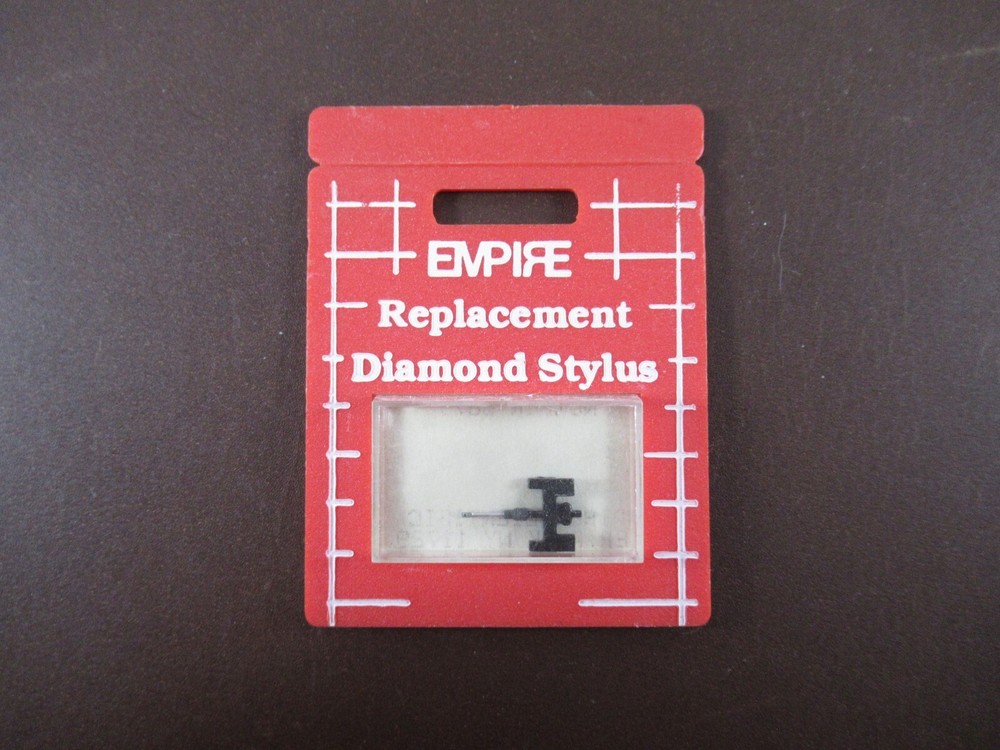 EMPIRE
Replacement
Diamond Stylus